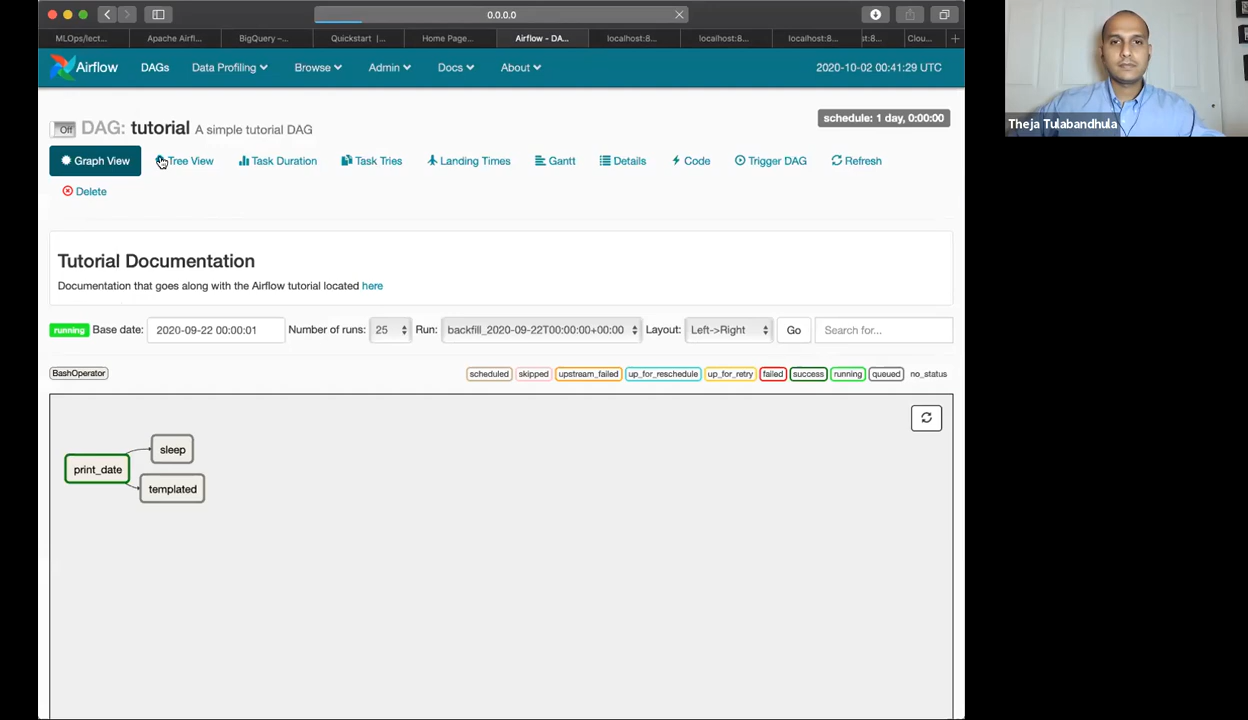 0.0.0.0
MLOps/lect... Apache Airfl... BigQuery –... Quickstart |... Home Page... Airflow - DA... localhost:8... localhost:8... localhost:8... st:8... Clou...
Airflow DAGs Data Profiling Browse Admin Docs About 2020-10-02 00:41:29 UTC
Theja Tulabandhula
Off DAG: tutorial A simple tutorial DAG schedule: 1 day, 0:00:00
Graph View Tree View Task Duration Task Tries Landing Times Gantt Details Code Trigger DAG Refresh
Delete
Tutorial Documentation
Documentation that goes along with the Airflow tutorial located here
running Base date: 2020-09-22 00:00:01 Number of runs: 25 Run: backfill_2020-09-22T00:00:00+00:00 Layout: Left->Right Go Search for...
BashOperator scheduled skipped upstream_failed up_for_reschedule up_for_retry failed success running queued no_status
sleep
print_date
templated